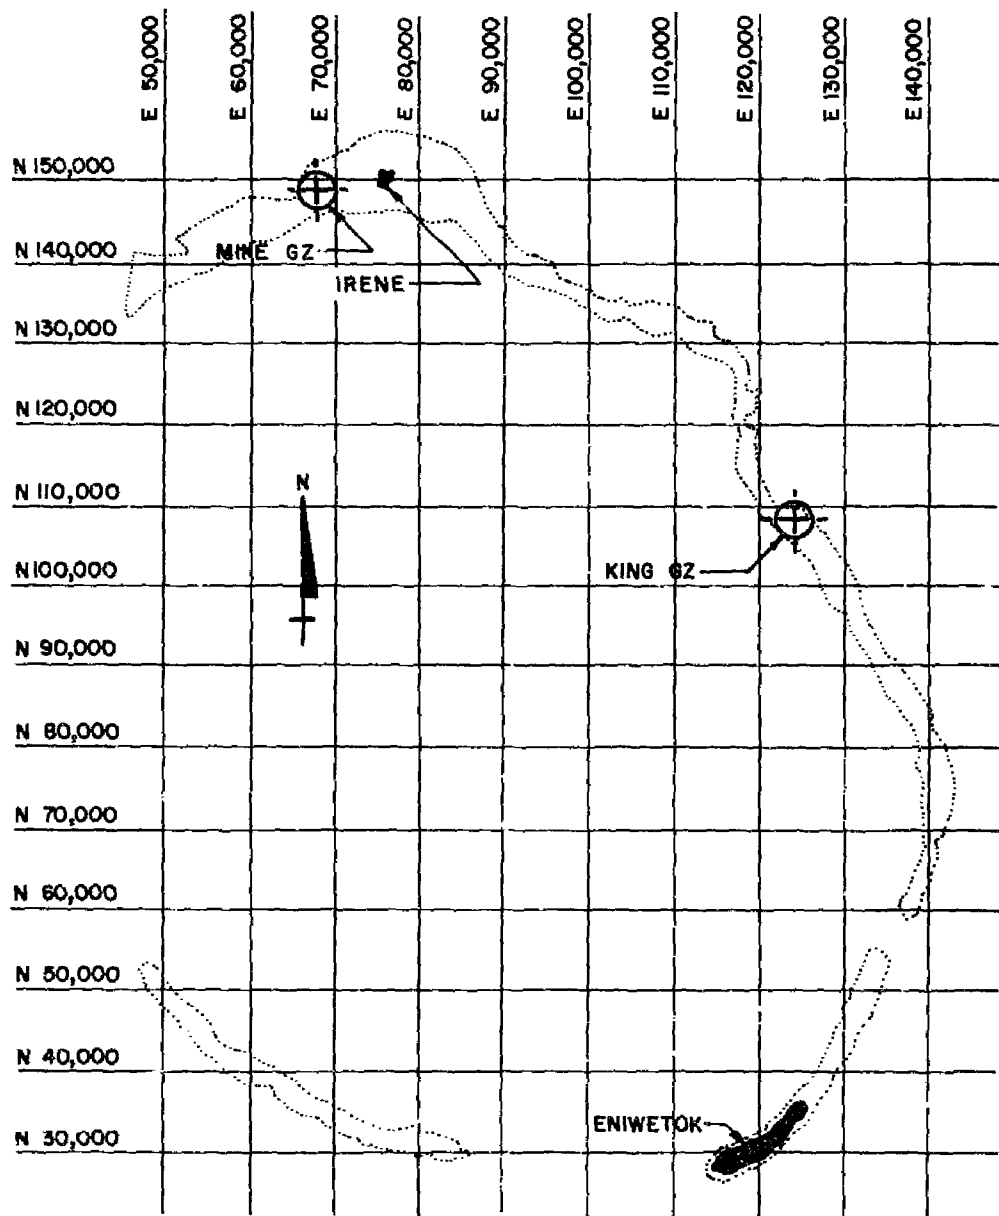 E 50,000
E 60,000
E 70,000
E 80,000
E 90,000
E 100,000
E 110,000
E 120,000
E 130,000
E 140,000
N 150,000
MIKE GZ
N 140,000
IRENE
N 130,000
N 120,000
N 110,000
N
KING GZ
N 100,000
N 90,000
N 80,000
N 70,000
N 60,000
N 50,000
N 40,000
ENIWETOK
N 30,000